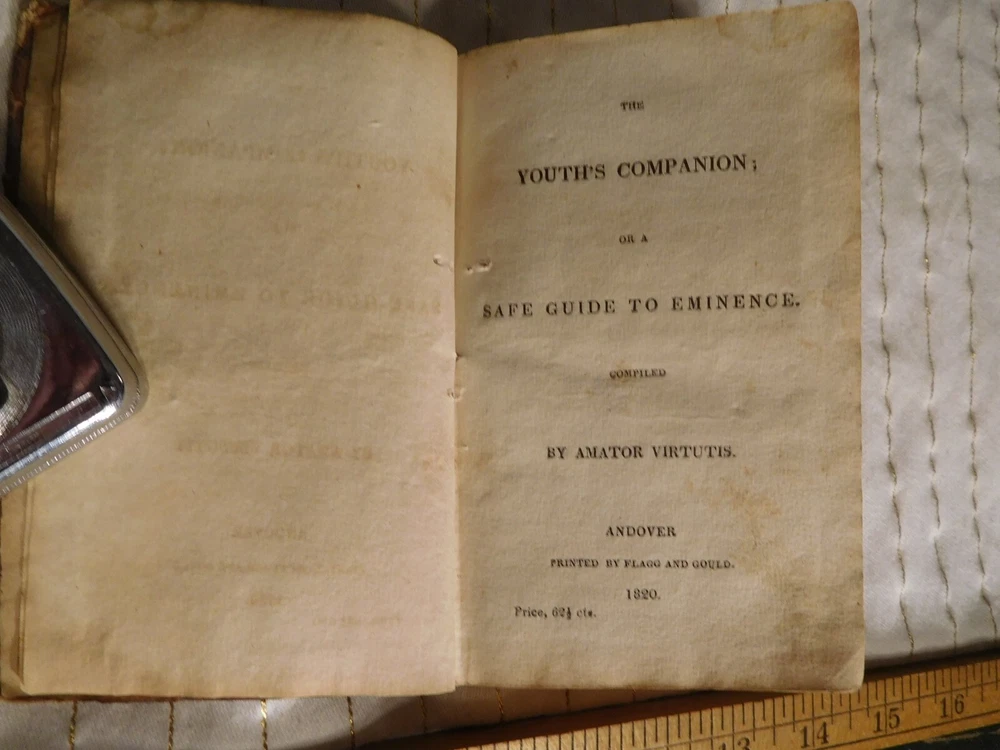 THE
YOUTH'S COMPANION;
OR A
SAFE GUIDE TO EMINENCE.
COMPILED
BY AMATOR VIRTUTIS.
ANDOVER
PRINTED BY FLAGG AND GOULD.
1820.
Price, 62½ cts.
13 14 15 16